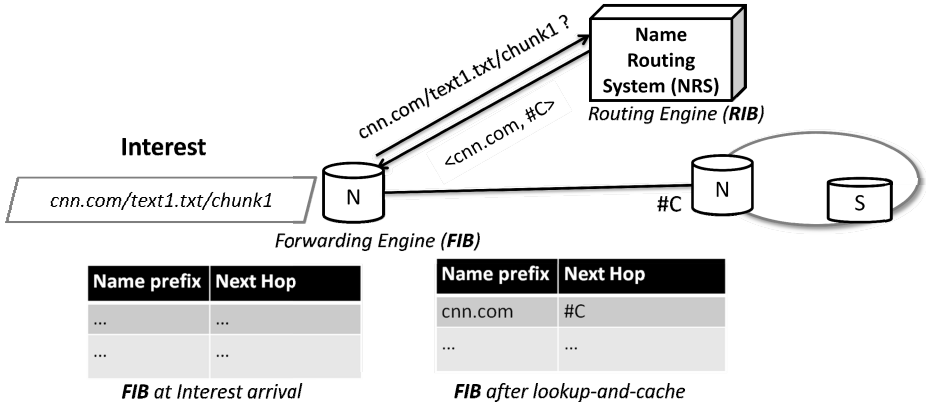 cnn.com/text1.txt/chunk1 ?
Name
Routing
System (NRS)
Routing Engine (RIB)
<cnn.com, #C>
Interest
cnn.com/text1.txt/chunk1
N
N
#C
S
Forwarding Engine (FIB)
Name prefix Next Hop
... ...
... ...
FIB at Interest arrival
Name prefix Next Hop
cnn.com #C
... ...
FIB after lookup-and-cache